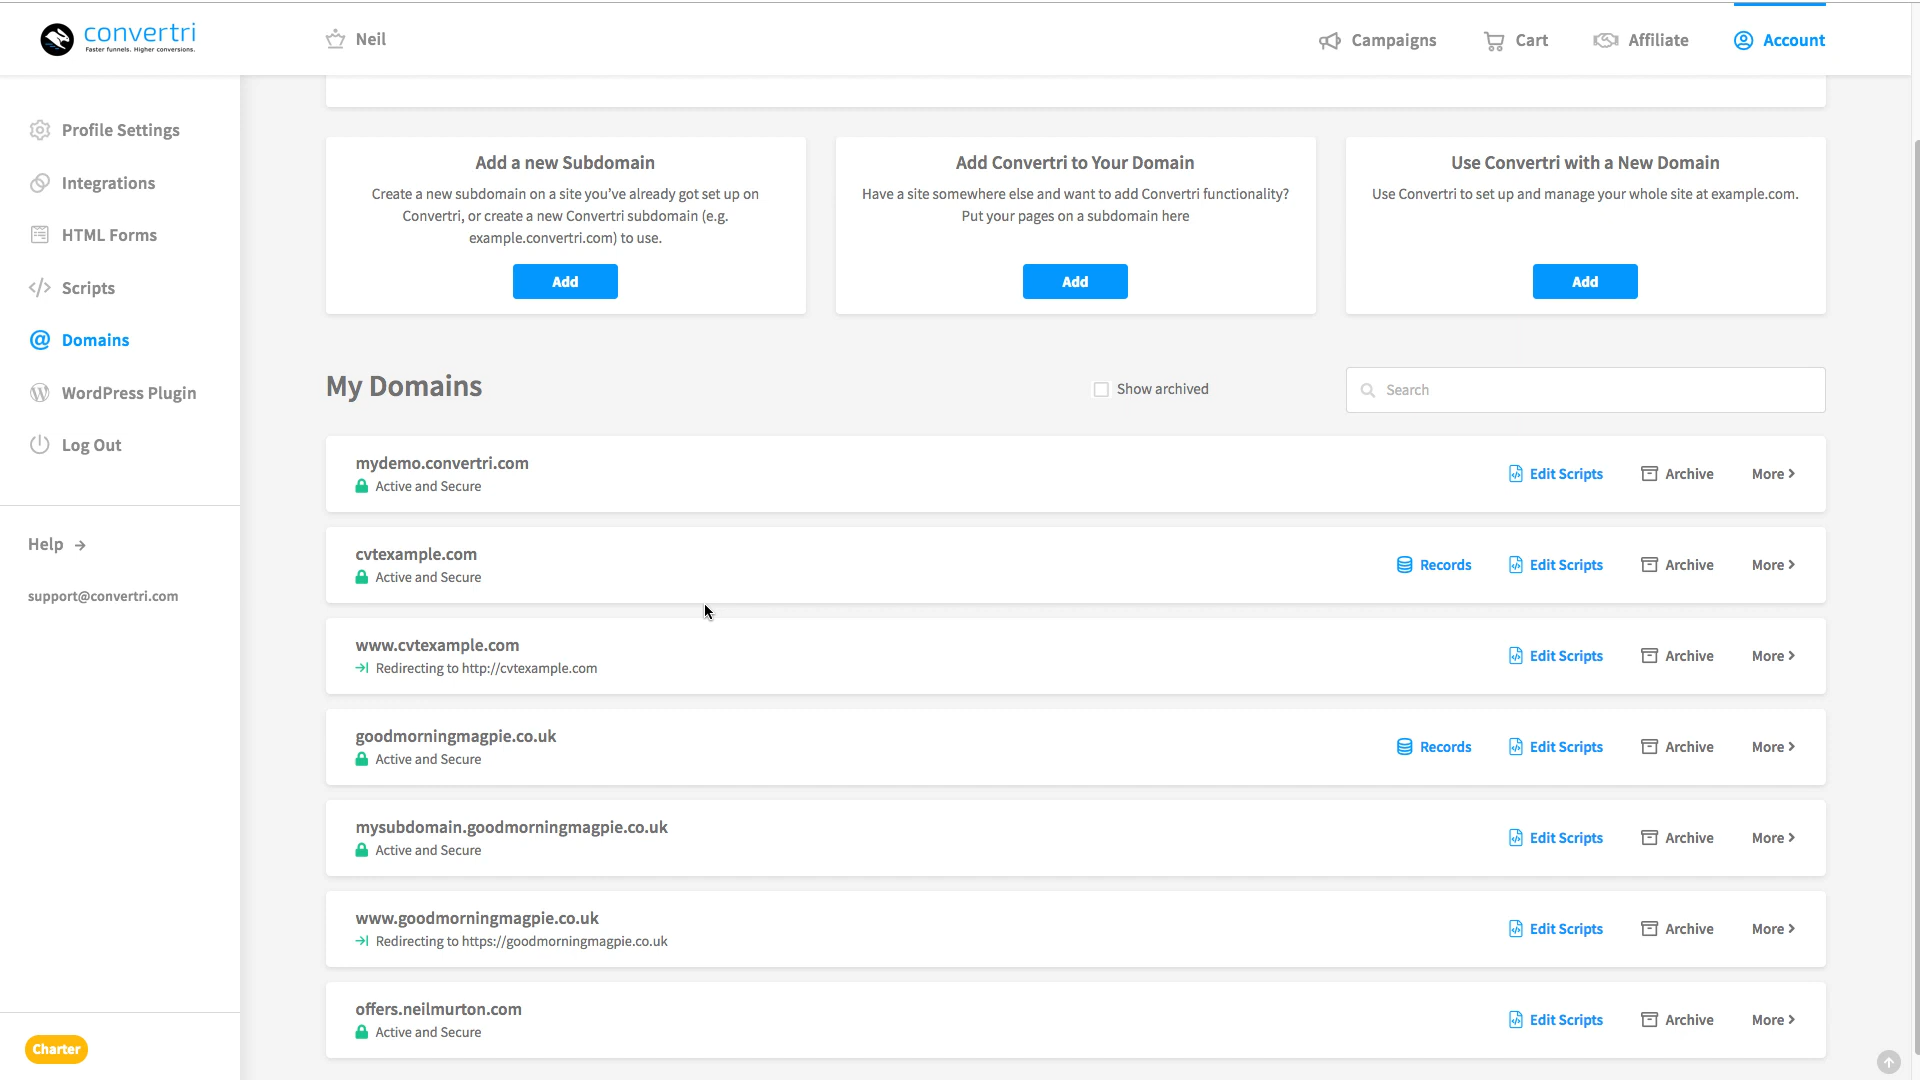 convertri
Faster funnels. Higher conversions.
Neil
Campaigns
Cart
Affiliate
Account
Profile Settings
Integrations
HTML Forms
Scripts
Domains
WordPress Plugin
Log Out
Help
support@convertri.com
Charter
Add a new Subdomain
Create a new subdomain on a site you've already got set up on
Convertri, or create a new Convertri subdomain (e.g.
example.convertri.com) to use.
Add
Add Convertri to Your Domain
Have a site somewhere else and want to add Convertri functionality?
Put your pages on a subdomain here
Add
Use Convertri with a New Domain
Use Convertri to set up and manage your whole site at example.com.
Add
My Domains
Show archived
Search
mydemo.convertri.com
Active and Secure
Edit Scripts
Archive
More
cvtexample.com
Active and Secure
Records
Edit Scripts
Archive
More
www.cvtexample.com
Redirecting to http://cvtexample.com
Edit Scripts
Archive
More
goodmorningmagpie.co.uk
Active and Secure
Records
Edit Scripts
Archive
More
mysubdomain.goodmorningmagpie.co.uk
Active and Secure
Edit Scripts
Archive
More
www.goodmorningmagpie.co.uk
Redirecting to https://goodmorningmagpie.co.uk
Edit Scripts
Archive
More
offers.neilmurton.com
Active and Secure
Edit Scripts
Archive
More